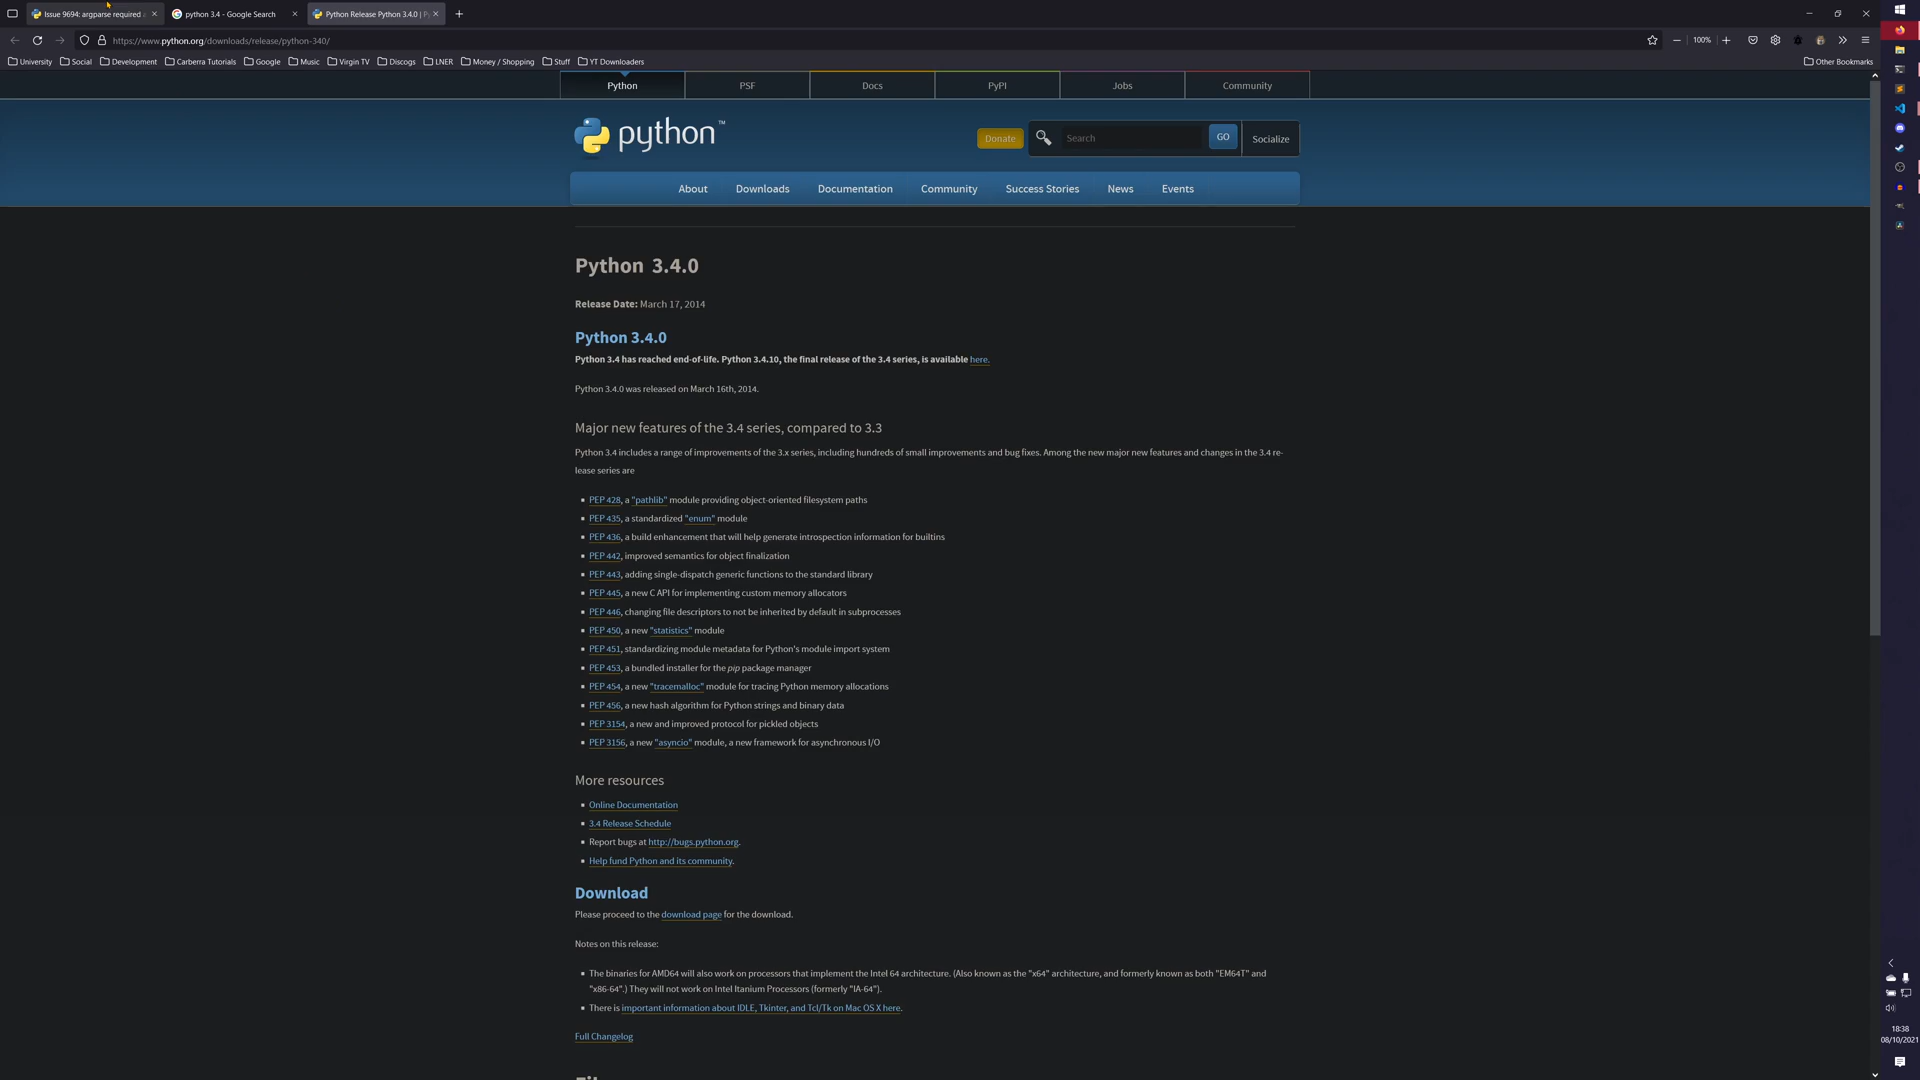 Issue 9694: argparse required a
python 3.4 - Google Search
Python Release Python 3.4.0 | Py
https://www.python.org/downloads/release/python-340/
100%
University
Social
Development
Carberra Tutorials
Google
Music
Virgin TV
Discogs
LNER
Money / Shopping
Stuff
YT Downloaders
Other Bookmarks
Python
PSF
Docs
PyPI
Jobs
Community
python™
Donate
Search
GO
Socialize
About
Downloads
Documentation
Community
Success Stories
News
Events
Python 3.4.0
Release Date: March 17, 2014
Python 3.4.0
Python 3.4 has reached end-of-life. Python 3.4.10, the final release of the 3.4 series, is available here.
Python 3.4.0 was released on March 16th, 2014.
Major new features of the 3.4 series, compared to 3.3
Python 3.4 includes a range of improvements of the 3.x series, including hundreds of small improvements and bug fixes. Among the new major new features and changes in the 3.4 re-
lease series are
PEP 428, a "pathlib" module providing object-oriented filesystem paths
PEP 435, a standardized "enum" module
PEP 436, a build enhancement that will help generate introspection information for builtins
PEP 442, improved semantics for object finalization
PEP 443, adding single-dispatch generic functions to the standard library
PEP 445, a new C API for implementing custom memory allocators
PEP 446, changing file descriptors to not be inherited by default in subprocesses
PEP 450, a new "statistics" module
PEP 451, standardizing module metadata for Python's module import system
PEP 453, a bundled installer for the pip package manager
PEP 454, a new "tracemalloc" module for tracing Python memory allocations
PEP 456, a new hash algorithm for Python strings and binary data
PEP 3154, a new and improved protocol for pickled objects
PEP 3156, a new "asyncio" module, a new framework for asynchronous I/O
More resources
Online Documentation
3.4 Release Schedule
Report bugs at http://bugs.python.org.
Help fund Python and its community.
Download
Please proceed to the download page for the download.
Notes on this release:
The binaries for AMD64 will also work on processors that implement the Intel 64 architecture. (Also known as the "x64" architecture, and formerly known as both "EM64T" and
"x86-64".) They will not work on Intel Itanium Processors (formerly "IA-64").
There is important information about IDLE, Tkinter, and Tcl/Tk on Mac OS X here.
Full Changelog
18:38
08/10/2021